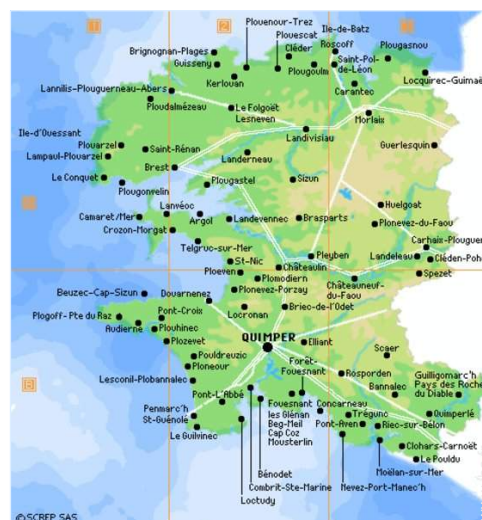 Plouenour-Trez
Ile-de-Batz
Plouescat
Roscoff
Plougasnou
Brignogan-Plages
Cléder
Saint-Pol-
de-Léon
Guisseny
Plougoulm
Locquirec-Guimaë
Kerlouan
Carantec
Lannilis-Plouguerneau-Abers
Ploudalmézeau
Le Folgoët
Lesneven
Morlaix
Ile-d'Ouessant
Landivisiau
Plouarzel
Saint-Rénan
Guerlesquin
Lampaul-Plouarzel
Landerneau
Brest
Le Conquet
Plougastel
Sizun
Plougonvelin
Huelgoat
Lanvéoc
Camaret/Mer
Argol
Landevennec
Brasparts
Plonevez-du-Faou
Crozon-Morgat
Telgruc-sur-Mer
Carhaix-Plouguer
Pleyben
Landeleau
Cléden-Poh
St-Nic
Châteaulin
Ploeven
Spezet
Plomodiern
Châteauneuf-
du-Faou
Beuzec-Cap-Sizun
Douarnenez
Plonevez-Porzay
Locronan
Briec-de-l'Odet
Plogoff-Pte du Raz
Pont-Croix
Audierne
Plouhinec
QUIMPER
Plozevet
Elliant
Pouldreuzic
Scaer
Ploneour
Forêt-
Fouesnant
Rosporden
Guilligomarc'h
Pays des Roche
du Diable
Lesconil-Plobannalec
Bannalec
Pont-L'Abbé
Fouesnant
les Glénan
Beg-Meil
Cap Coz
Mousterlin
Concarneau
Trégunc
Quimperlé
Penmarc'h
St-Guénolé
Pont-Aven
Riec-sur-Bélon
Le Guilvinec
Clohars-Carnoët
Le Pouldu
Bénodet
Moëlan-sur-Mer
Combrit-Ste-Marine
Nevez-Port-Manec'h
Loctudy
©SCREP SAS